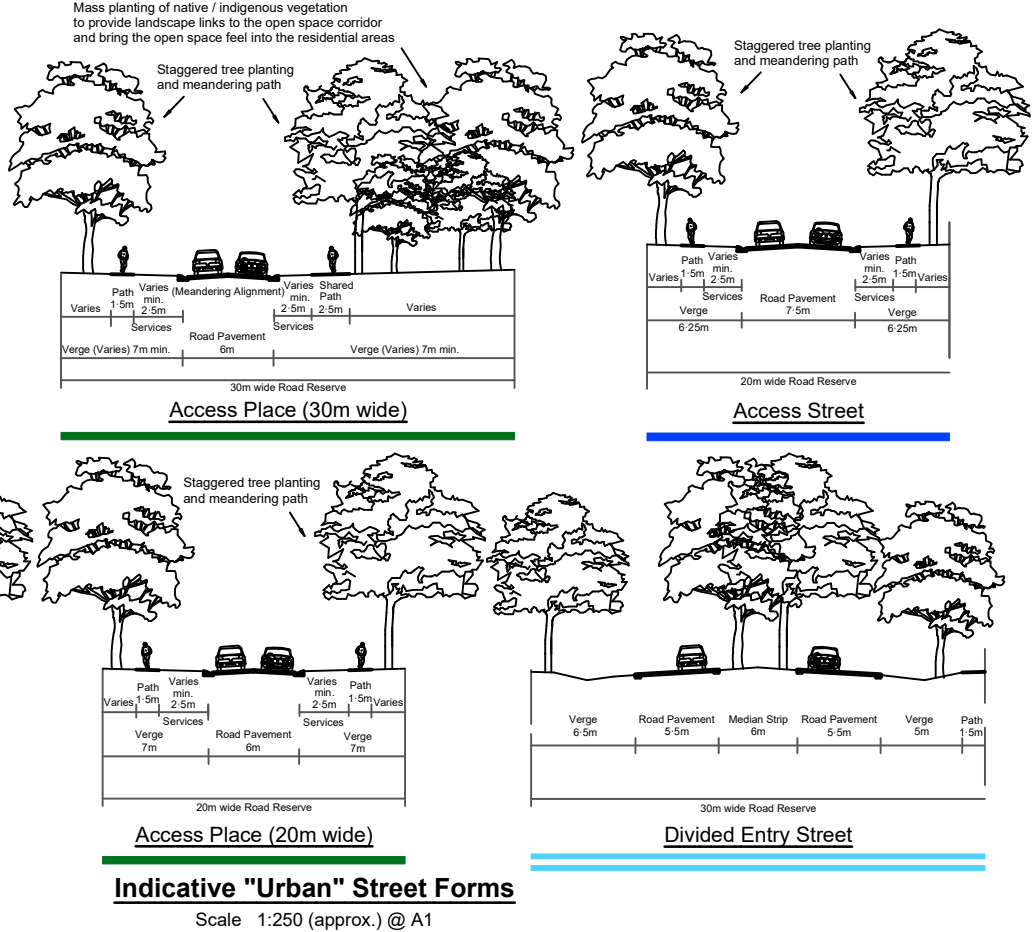 Mass planting of native / indigenous vegetation
to provide landscape links to the open space corridor
and bring the open space feel into the residential areas
Staggered tree planting
and meandering path
Varies
Path
1·5m
Varies
min.
2·5m
Services
(Meandering Alignment)
Road Pavement
6m
Varies
min.
2·5m
Services
Shared
Path
2·5m
Varies
Verge (Varies) 7m min.
Verge (Varies) 7m min.
30m wide Road Reserve
Access Place (30m wide)
Staggered tree planting
and meandering path
Varies
Path
1·5m
Varies
min.
2·5m
Services
Road Pavement
7·5m
Varies
min.
2·5m
Services
Path
1·5m
Varies
Verge
6·25m
Verge
6·25m
20m wide Road Reserve
Access Street
Staggered tree planting
and meandering path
Varies
Path
1·5m
Varies
min.
2·5m
Services
Varies
min.
2·5m
Services
Path
1·5m
Varies
Verge
7m
Road Pavement
6m
Verge
7m
20m wide Road Reserve
Access Place (20m wide)
Verge
6·5m
Road Pavement
5·5m
Median Strip
6m
Road Pavement
5·5m
Verge
5m
Path
1·5m
30m wide Road Reserve
Divided Entry Street
Indicative "Urban" Street Forms
Scale 1:250 (approx.) @ A1